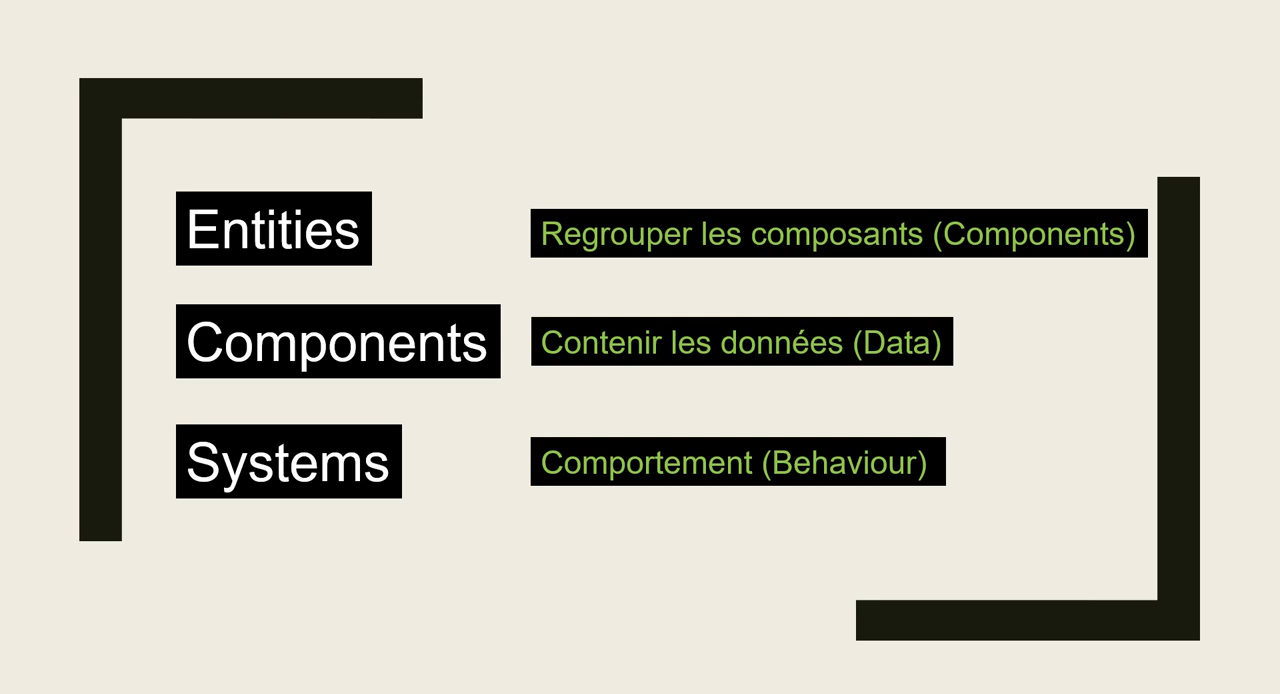 Entities
Regrouper les composants (Components)
Components
Contenir les données (Data)
Systems
Comportement (Behaviour)